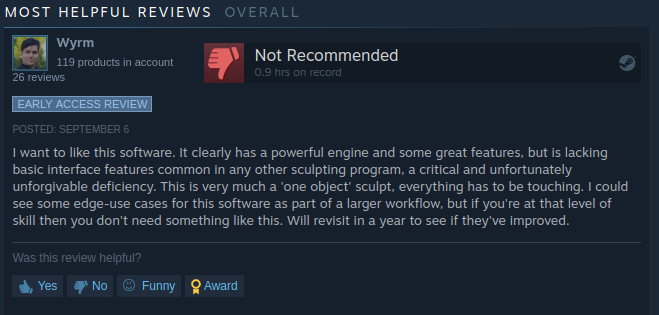 MOST HELPFUL REVIEWS OVERALL
Wyrm
119 products in account
26 reviews
Not Recommended
0.9 hrs on record
EARLY ACCESS REVIEW
POSTED: SEPTEMBER 6
I want to like this software. It clearly has a powerful engine and some great features, but is lacking
basic interface features common in any other sculpting program, a critical and unfortunately
unforgivable deficiency. This is very much a 'one object' sculpt, everything has to be touching. I could
see some edge-use cases for this software as part of a larger workflow, but if you're at that level of
skill then you don't need something like this. Will revisit in a year to see if they've improved.
Was this review helpful?
Yes No Funny Award